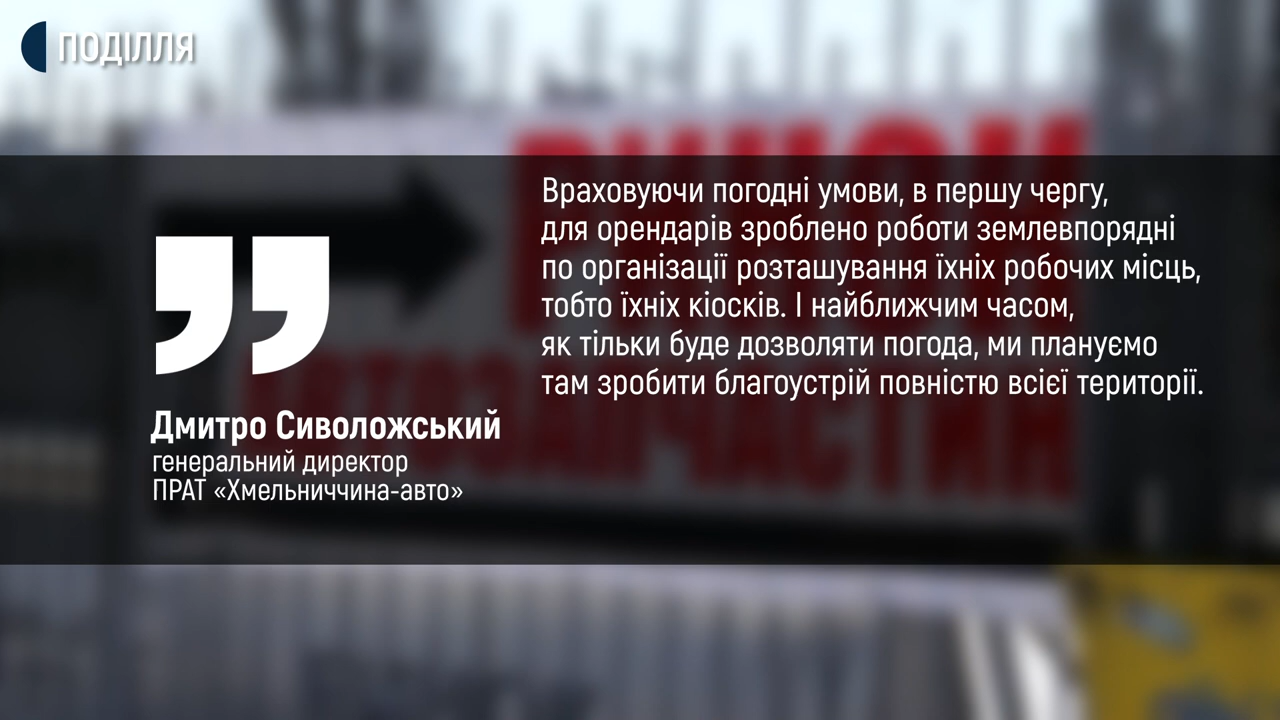 ПОДІЛЛЯ
Враховуючи погодні умови, в першу чергу,
для орендарів зроблено роботи землевпорядні
по організації розташування їхніх робочих місць,
тобто їхніх кіосків. І найближчим часом,
як тільки буде дозволяти погода, ми плануємо
там зробити благоустрій повністю всієї території.
Дмитро Сиволожський
генеральний директор
ПРАТ «Хмельниччина-авто»
РИНОК
АВТОЗАПЧАСТИН